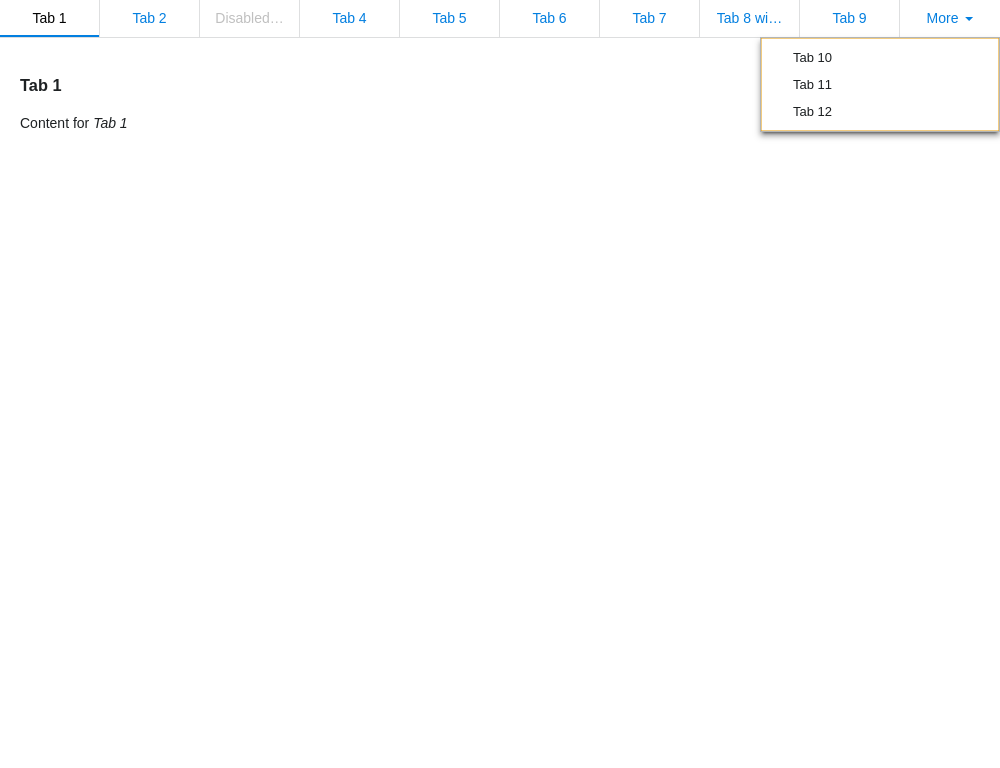 Tab 1 Tab 2 Disabled… Tab 4 Tab 5 Tab 6 Tab 7 Tab 8 wi… Tab 9 More
Tab 10
Tab 11
Tab 12
Tab 1
Content for Tab 1